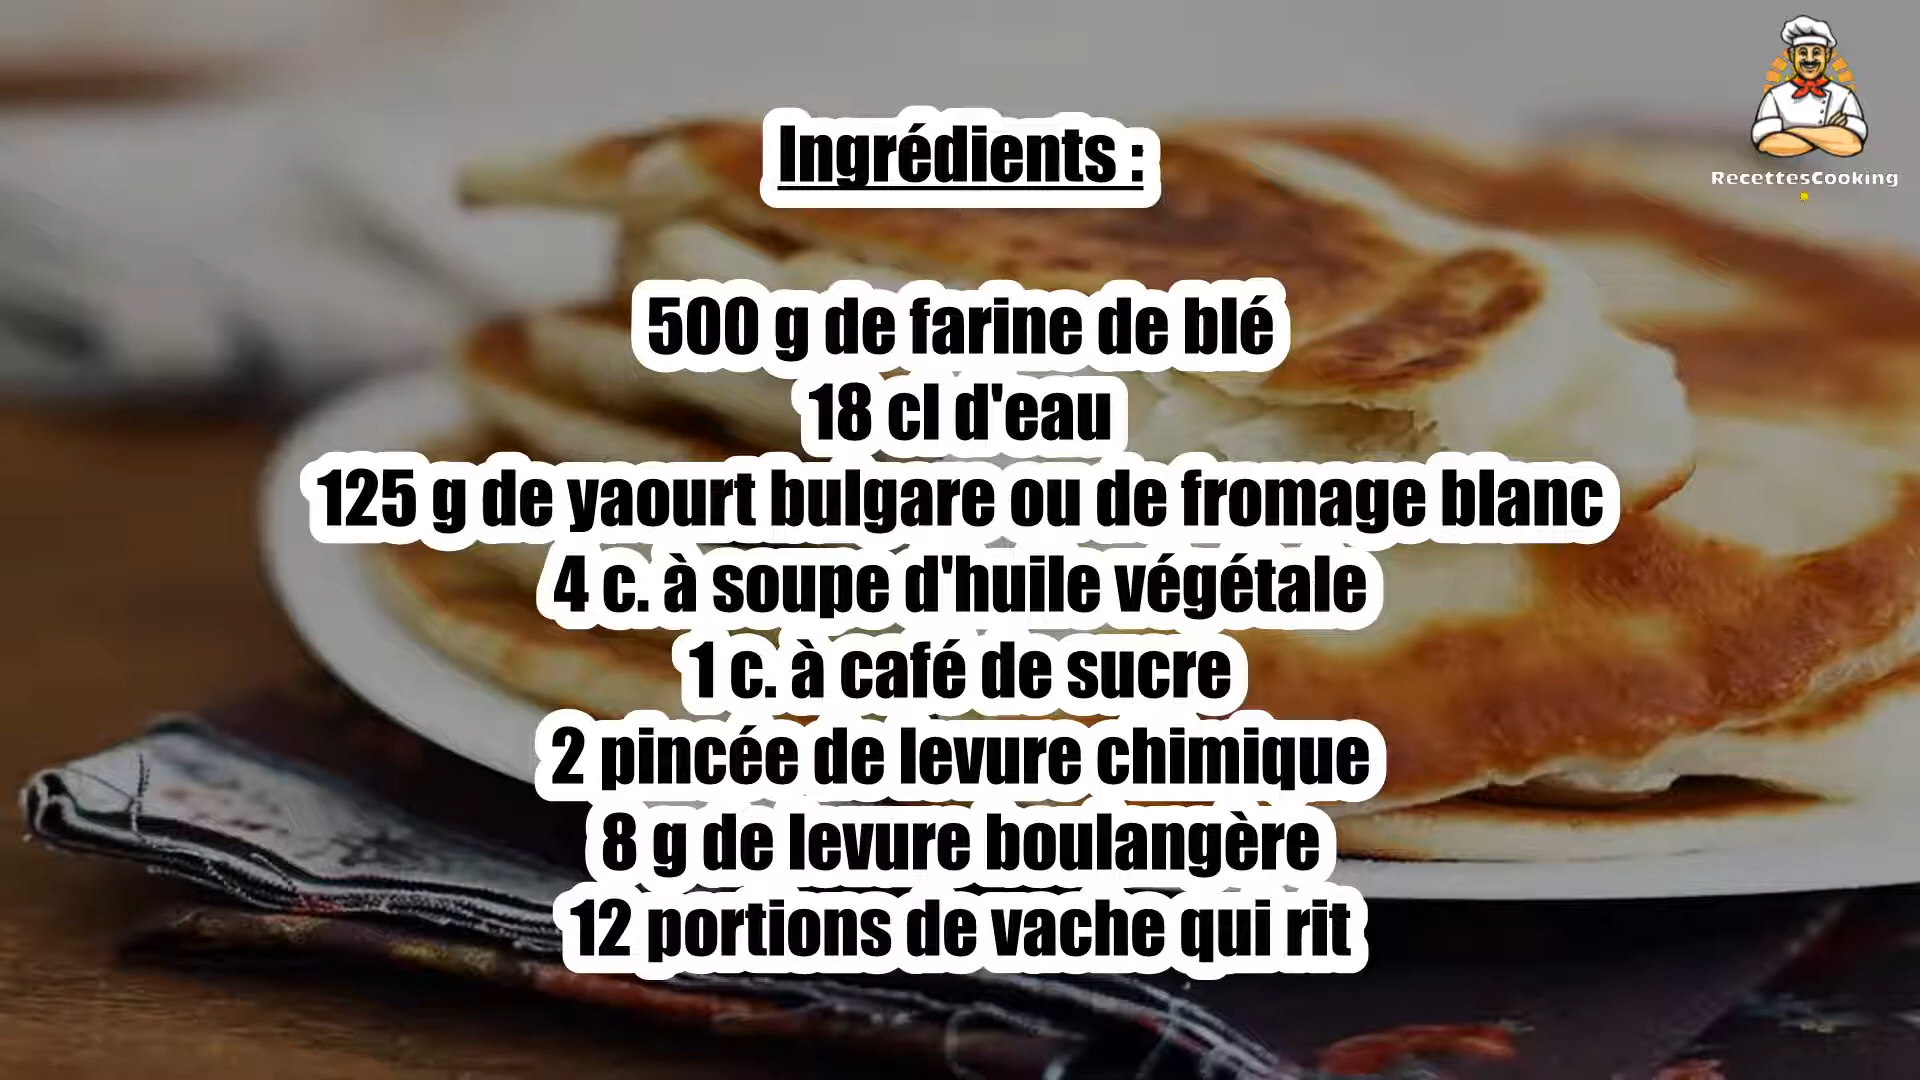 RecettesCooking
Ingrédients :
500 g de farine de blé
18 cl d'eau
125 g de yaourt bulgare ou de fromage blanc
4 c. à soupe d'huile végétale
1 c. à café de sucre
2 pincée de levure chimique
8 g de levure boulangère
12 portions de vache qui rit